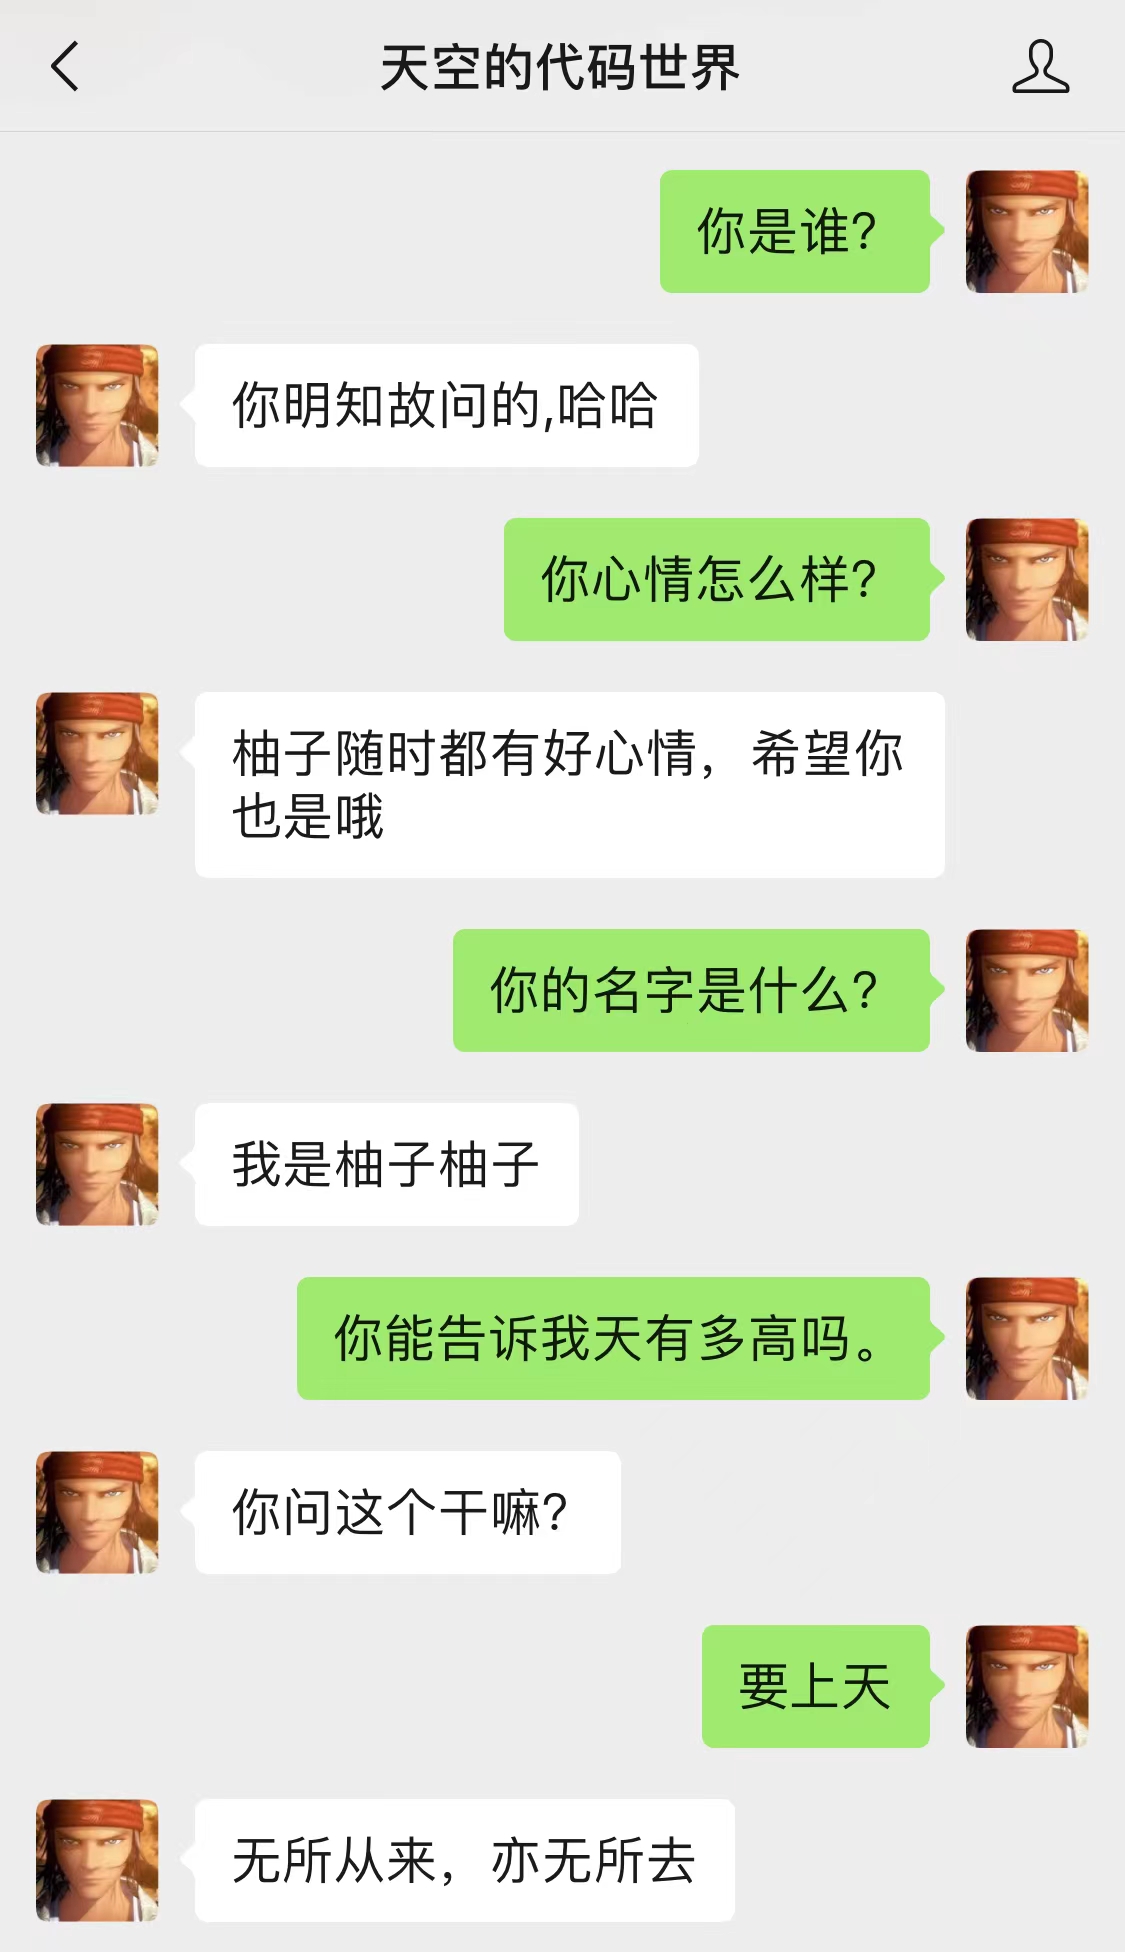 天空的代码世界
你是谁?
你明知故问的,哈哈
你心情怎么样?
柚子随时都有好心情，希望你
也是哦
你的名字是什么?
我是柚子柚子
你能告诉我天有多高吗。
你问这个干嘛?
要上天
无所从来，亦无所去